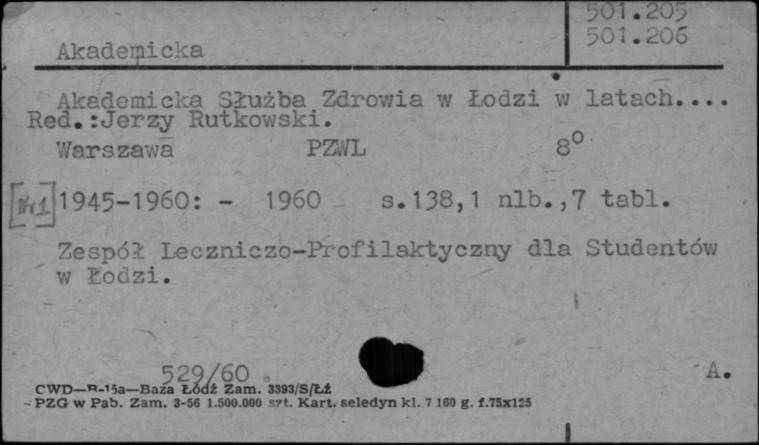 501.205
501.206
Akademicka
Akademicka Służba Zdrowia w Łodzi w latach....
Red.:Jerzy Rutkowski.
Warszawa PZWL 8°
[Nr1] 1945-1960: - 1960 s.138,1 nlb.,7 tabl.
Zespół Leczniczo-Profilaktyczny dla Studentów
w Łodzi.
529/60 A.
CWD—B-15a—Baza Łódź Zam. 3393/S/Łź
PZG w Pab. Zam. 3-56 1.500.000 szt. Kart. seledyn kl. 7 160 g. f.75x125